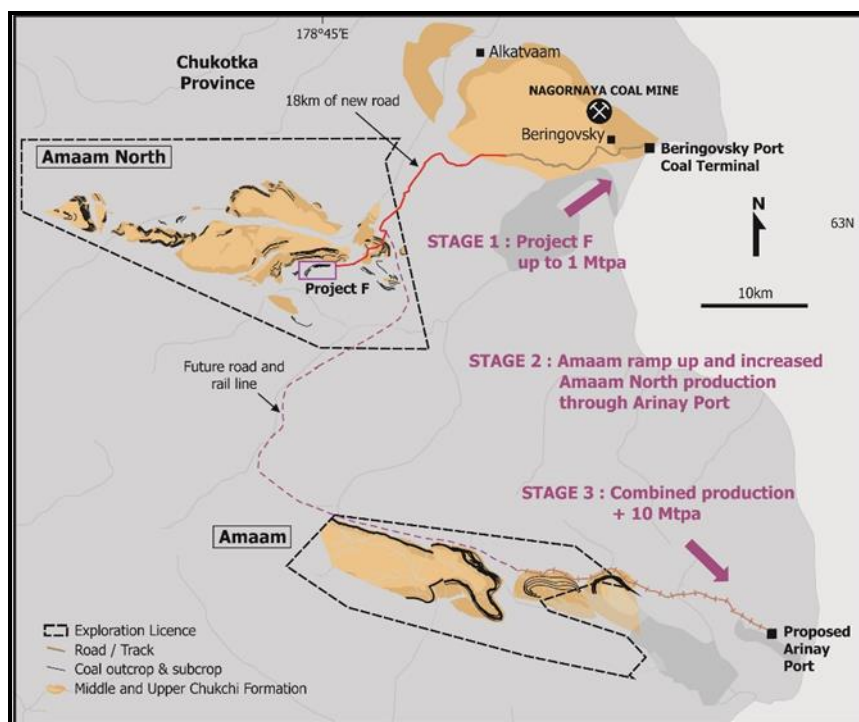 178°45'E
Chukotka
Province
Alkatvaam
18km of new road
NAGORNAYA COAL MINE
Beringovsky
Beringovsky Port
Coal Terminal
Amaam North
N
63N
STAGE 1 : Project F
up to 1 Mtpa
Project F
10km
Future road and
rail line
STAGE 2 : Amaam ramp up and increased
Amaam North production
through Arinay Port
STAGE 3 : Combined production
+ 10 Mtpa
Amaam
Exploration Licence
Road / Track
Coal outcrop & subcrop
Middle and Upper Chukchi Formation
Proposed
Arinay
Port